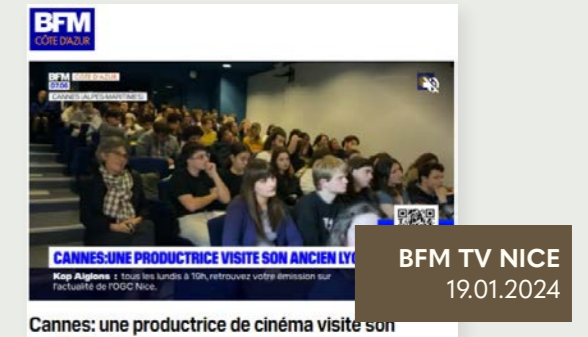 BFM
CÔTE D'AZUR
BFM CÔTE D'AZUR
07:06
CANNES (ALPES-MARITIMES)
CANNES:UNE PRODUCTRICE VISITE SON ANCIEN LY
Kop Aiglons : tous les lundis à 19h, retrouvez votre émission sur
l'actualité de l'OGC Nice.
BFM TV NICE
19.01.2024
Cannes: une productrice de cinéma visite son